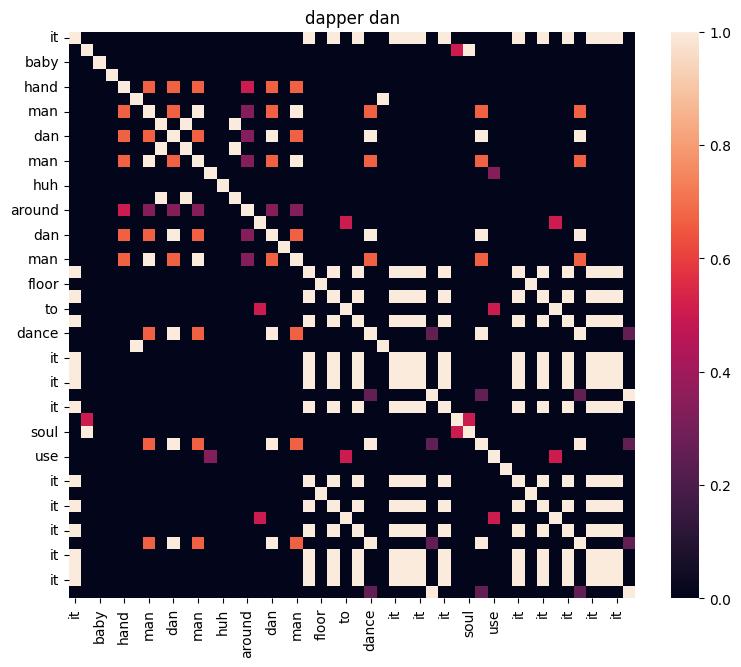 dapper dan
it
baby
hand
man
dan
man
huh
around
dan
man
floor
to
dance
it
it
it
soul
use
it
it
it
it
it
it
baby
hand
man
dan
man
huh
around
dan
man
floor
to
dance
it
it
it
soul
use
it
it
it
it
it
1.0
0.8
0.6
0.4
0.2
0.0